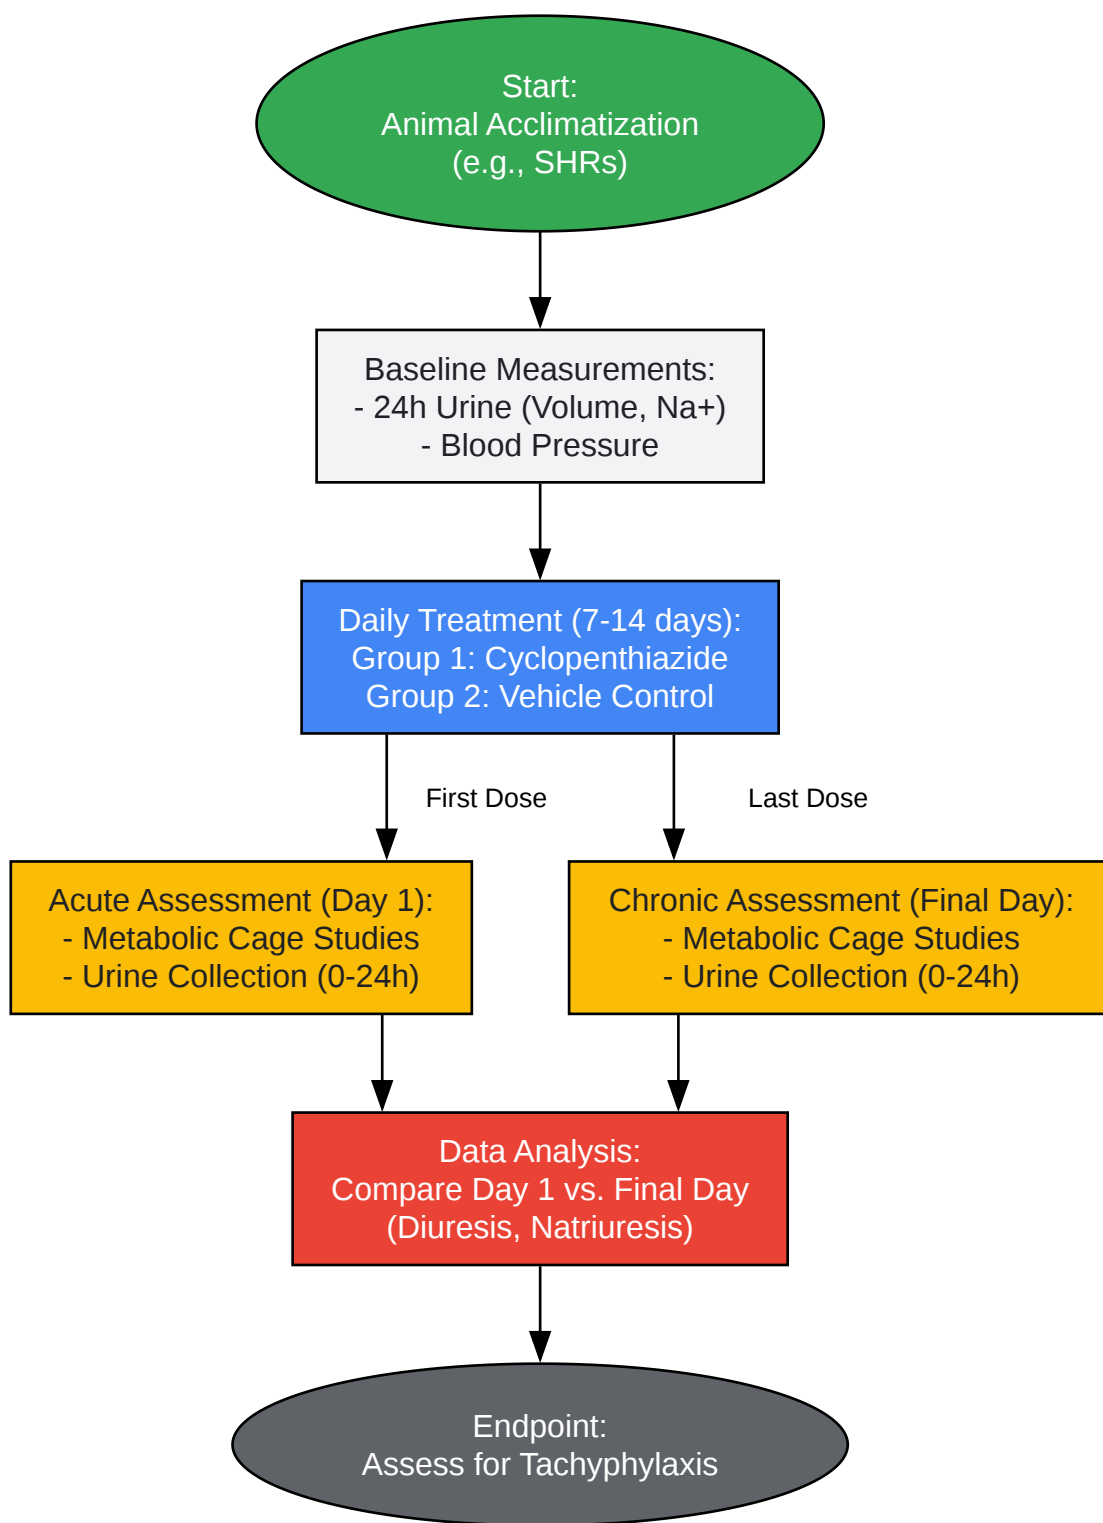 Start:
Animal Acclimatization
(e.g., SHRs)
Baseline Measurements:
- 24h Urine (Volume, Na+)
- Blood Pressure
Daily Treatment (7-14 days):
Group 1: Cyclopenthiazide
Group 2: Vehicle Control
First Dose
Last Dose
Acute Assessment (Day 1):
- Metabolic Cage Studies
- Urine Collection (0-24h)
Chronic Assessment (Final Day):
- Metabolic Cage Studies
- Urine Collection (0-24h)
Data Analysis:
Compare Day 1 vs. Final Day
(Diuresis, Natriuresis)
Endpoint:
Assess for Tachyphylaxis